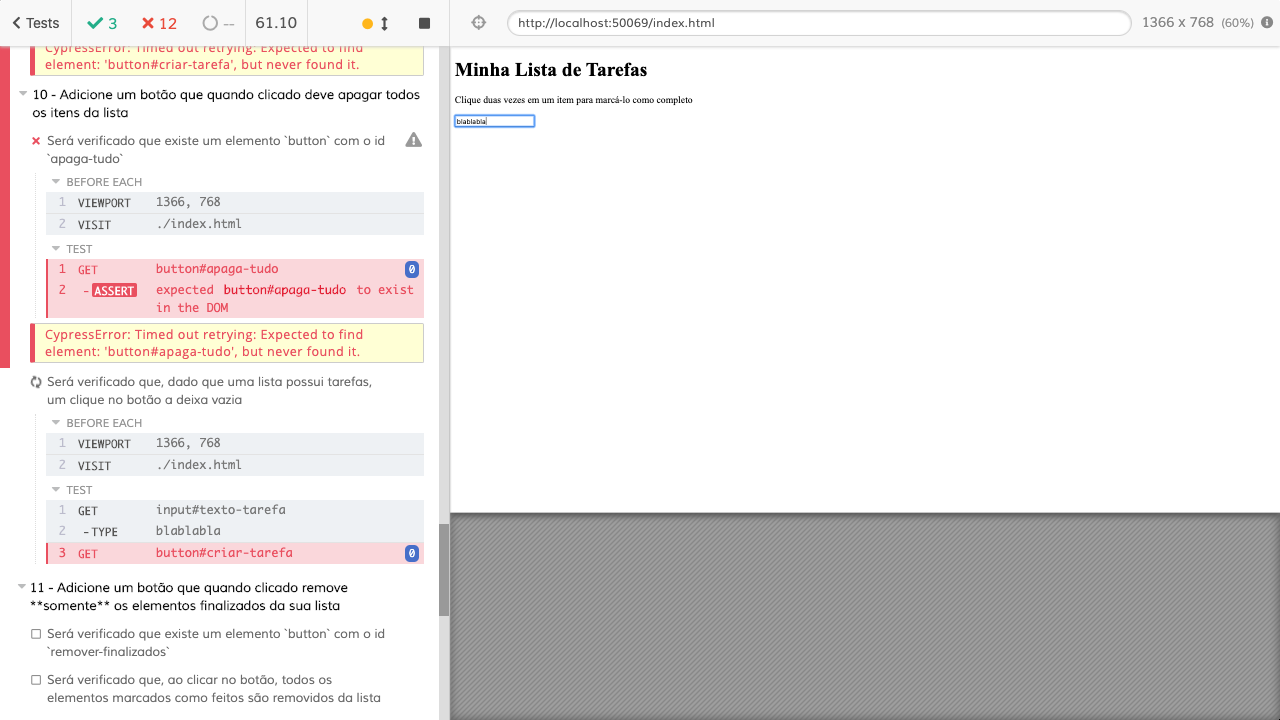 Tests 3 12 -- 61.10 http://localhost:50069/index.html 1366 x 768 (60%)
CypressError: Timed out retrying: Expected to find
element: 'button#criar-tarefa', but never found it.
10 - Adicione um botão que quando clicado deve apagar todos
os itens da lista
Será verificado que existe um elemento `button` com o id
`apaga-tudo`
BEFORE EACH
1 VIEWPORT 1366, 768
2 VISIT ./index.html
TEST
1 GET button#apaga-tudo 0
2 - ASSERT expected button#apaga-tudo to exist
in the DOM
CypressError: Timed out retrying: Expected to find
element: 'button#apaga-tudo', but never found it.
Será verificado que, dado que uma lista possui tarefas,
um clique no botão a deixa vazia
BEFORE EACH
1 VIEWPORT 1366, 768
2 VISIT ./index.html
TEST
1 GET input#texto-tarefa
2 - TYPE blablabla
3 GET button#criar-tarefa 0
11 - Adicione um botão que quando clicado remove
**somente** os elementos finalizados da sua lista
Será verificado que existe um elemento `button` com o id
`remover-finalizados`
Será verificado que, ao clicar no botão, todos os
elementos marcados como feitos são removidos da lista
Minha Lista de Tarefas
Clique duas vezes em um item para marcá-lo como completo
blablabla